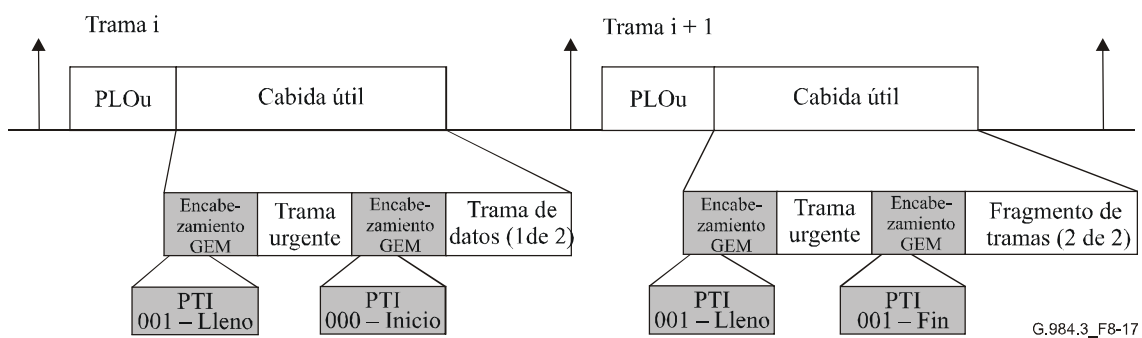 Trama i
Trama i + 1
PLOu
Cabida útil
PLOu
Cabida útil
Encabe-
zamiento
GEM
Trama
urgente
Encabe-
zamiento
GEM
Trama de
datos (1de 2)
Encabe-
zamiento
GEM
Trama
urgente
Encabe-
zamiento
GEM
Fragmento de
tramas (2 de 2)
PTI
001 – Lleno
PTI
000 – Inicio
PTI
001 – Lleno
PTI
001 – Fin
G.984.3_F8-17